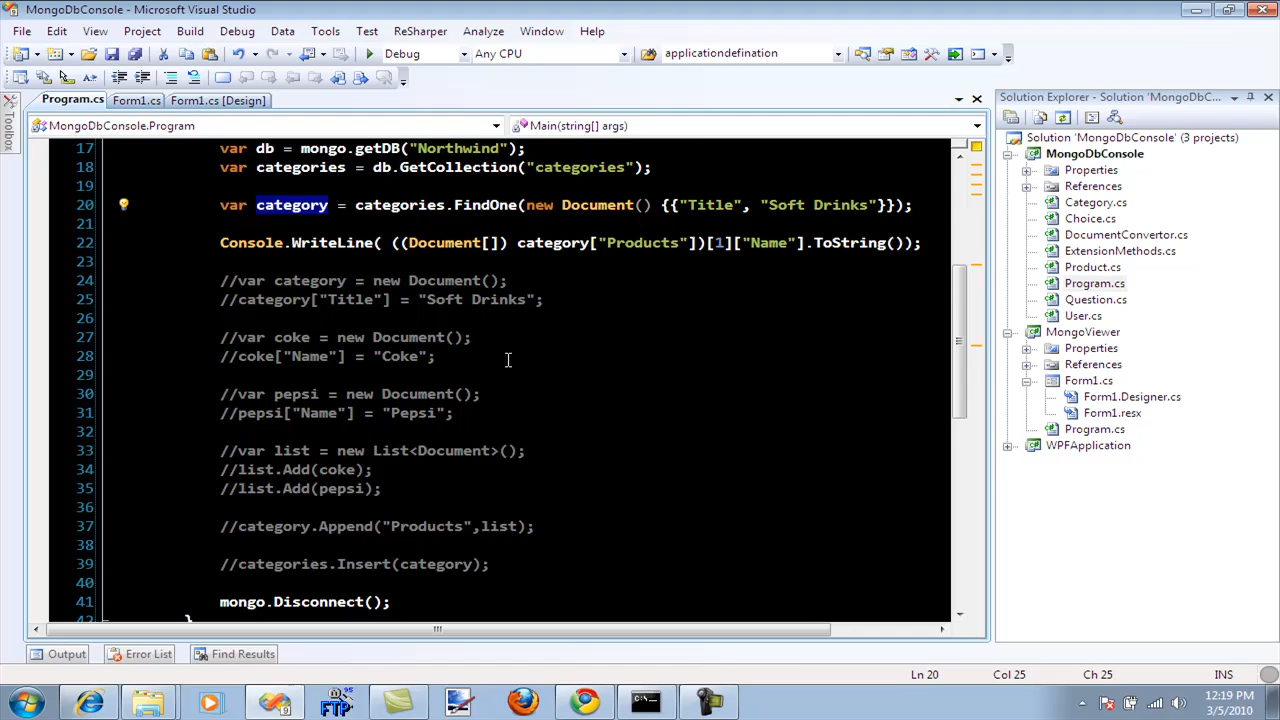 MongoDbConsole - Microsoft Visual Studio
File Edit View Project Build Debug Data Tools Test ReSharper Analyze Window Help
Debug Any CPU applicationdefination
Program.cs Form1.cs Form1.cs [Design]
MongoDbConsole.Program Main(string[] args)
Toolbox
17 var db = mongo.getDB("Northwind");
18 var categories = db.GetCollection("categories");
19
20 var category = categories.FindOne(new Document() {{"Title", "Soft Drinks"}});
21
22 Console.WriteLine( ((Document[]) category["Products"])[1]["Name"].ToString());
23
24 //var category = new Document();
25 //category["Title"] = "Soft Drinks";
26
27 //var coke = new Document();
28 //coke["Name"] = "Coke";
29
30 //var pepsi = new Document();
31 //pepsi["Name"] = "Pepsi";
32
33 //var list = new List<Document>();
34 //list.Add(coke);
35 //list.Add(pepsi);
36
37 //category.Append("Products",list);
38
39 //categories.Insert(category);
40
41 mongo.Disconnect();
42 }
Solution Explorer - Solution 'MongoDbC...
Solution 'MongoDbConsole' (3 projects)
MongoDbConsole
Properties
References
Category.cs
Choice.cs
DocumentConvertor.cs
ExtensionMethods.cs
Product.cs
Program.cs
Question.cs
User.cs
MongoViewer
Properties
References
Form1.cs
Form1.Designer.cs
Form1.resx
Program.cs
WPFApplication
Output Error List Find Results
Ln 20 Col 25 Ch 25 INS
FTP
12:19 PM
3/5/2010